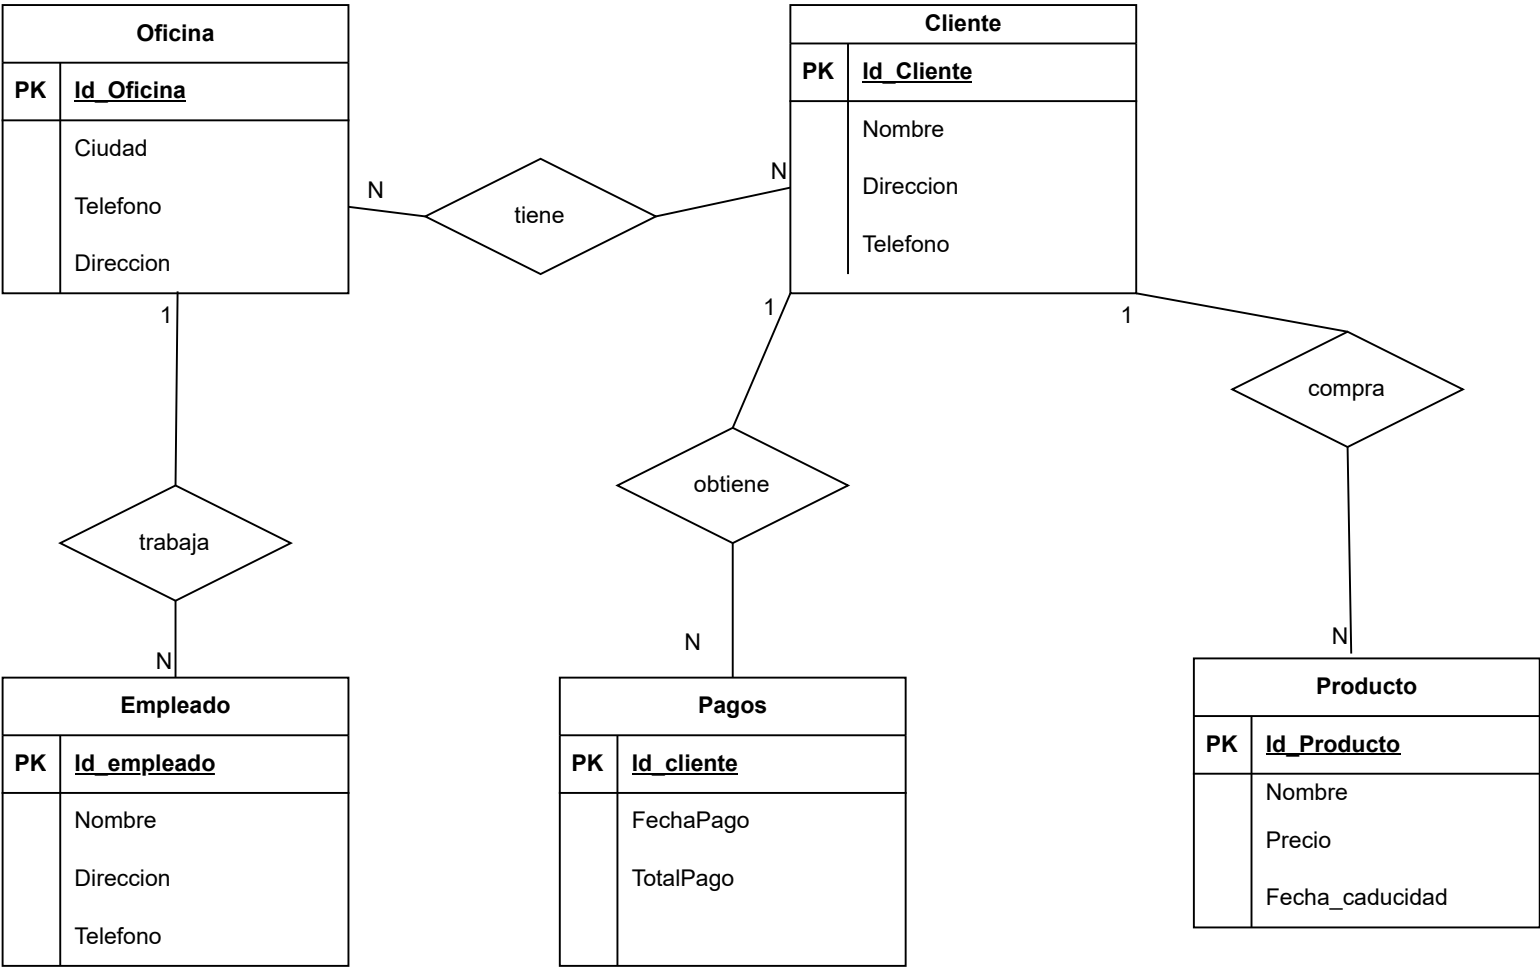 Oficina
PK Id_Oficina
Ciudad
Telefono
Direccion
Cliente
PK Id_Cliente
Nombre
Direccion
Telefono
N
tiene
N
1
trabaja
N
1
obtiene
N
1
compra
N
Empleado
PK Id_empleado
Nombre
Direccion
Telefono
Pagos
PK Id_cliente
FechaPago
TotalPago
Producto
PK Id_Producto
Nombre
Precio
Fecha_caducidad